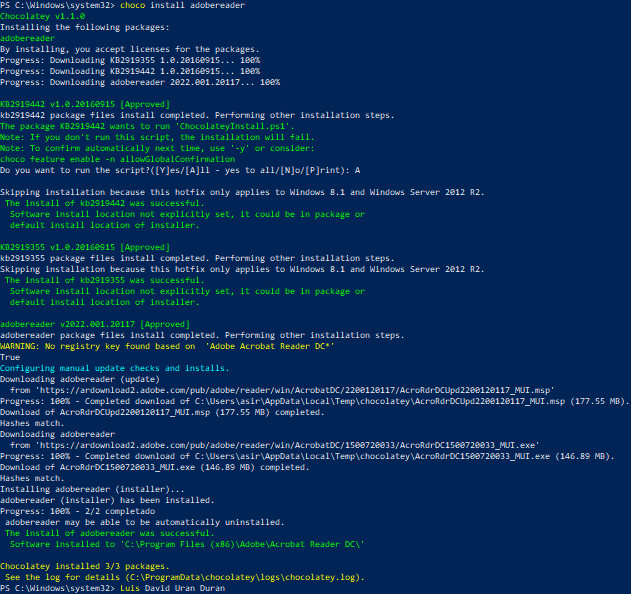 PS C:\Windows\system32> choco install adobereader
Chocolatey v1.1.0
Installing the following packages:
adobereader
By installing, you accept licenses for the packages.
Progress: Downloading KB2919355 1.0.20160915... 100%
Progress: Downloading KB2919442 1.0.20160915... 100%
Progress: Downloading adobereader 2022.001.20117... 100%
KB2919442 v1.0.20160915 [Approved]
kb2919442 package files install completed. Performing other installation steps.
The package KB2919442 wants to run 'ChocolateyInstall.ps1'.
Note: If you don't run this script, the installation will fail.
Note: To confirm automatically next time, use '-y' or consider:
choco feature enable -n allowGlobalConfirmation
Do you want to run the script?([Y]es/[A]ll - yes to all/[N]o/[P]rint): A
Skipping installation because this hotfix only applies to Windows 8.1 and Windows Server 2012 R2.
The install of kb2919442 was successful.
Software install location not explicitly set, it could be in package or
default install location of installer.
KB2919355 v1.0.20160915 [Approved]
kb2919355 package files install completed. Performing other installation steps.
Skipping installation because this hotfix only applies to Windows 8.1 and Windows Server 2012 R2.
The install of kb2919355 was successful.
Software install location not explicitly set, it could be in package or
default install location of installer.
adobereader v2022.001.20117 [Approved]
adobereader package files install completed. Performing other installation steps.
WARNING: No registry key found based on  'Adobe Acrobat Reader DC*'
True
Configuring manual update checks and installs.
Downloading adobereader (update)
from 'https://ardownload2.adobe.com/pub/adobe/reader/win/AcrobatDC/2200120117/AcroRdrDCUpd2200120117_MUI.msp'
Progress: 100% - Completed download of C:\Users\asir\AppData\Local\Temp\chocolatey\AcroRdrDCUpd2200120117_MUI.msp (177.55 MB).
Download of AcroRdrDCUpd2200120117_MUI.msp (177.55 MB) completed.
Hashes match.
Downloading adobereader
from 'https://ardownload2.adobe.com/pub/adobe/reader/win/AcrobatDC/1500720033/AcroRdrDC1500720033_MUI.exe'
Progress: 100% - Completed download of C:\Users\asir\AppData\Local\Temp\chocolatey\AcroRdrDC1500720033_MUI.exe (146.89 MB).
Download of AcroRdrDC1500720033_MUI.exe (146.89 MB) completed.
Hashes match.
Installing adobereader (installer)...
adobereader (installer) has been installed.
Progress: 100% - 2/2 completado
adobereader may be able to be automatically uninstalled.
The install of adobereader was successful.
Software installed to 'C:\Program Files (x86)\Adobe\Acrobat Reader DC\'
Chocolatey installed 3/3 packages.
See the log for details (C:\ProgramData\chocolatey\logs\chocolatey.log).
PS C:\Windows\system32> Luis David Uran Duran